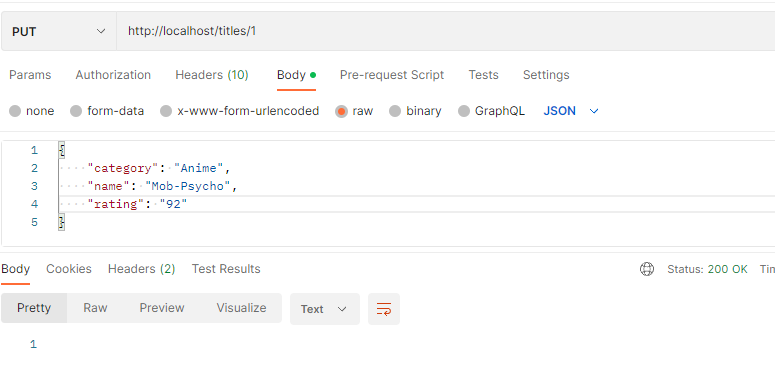 PUT http://localhost/titles/1
Params Authorization Headers (10) Body Pre-request Script Tests Settings
none form-data x-www-form-urlencoded raw binary GraphQL JSON
1 {
2 "category": "Anime",
3 "name": "Mob-Psycho",
4 "rating": "92"
5 }
Body Cookies Headers (2) Test Results Status: 200 OK Tim
Pretty Raw Preview Visualize Text
1